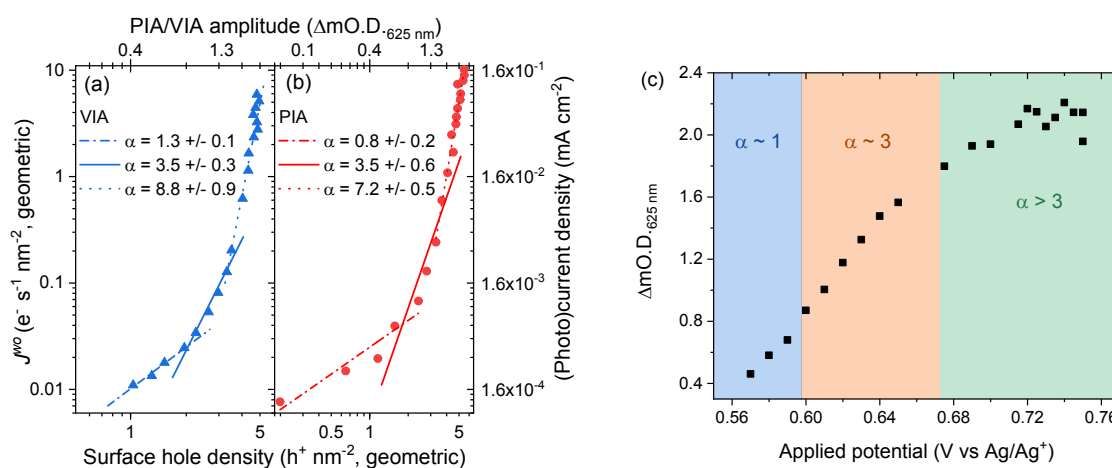 PIA/VIA amplitude (ΔmO.D.625 nm)
0.4 1.3 0.1 0.4 1.3
(a)
VIA
α = 1.3 +/- 0.1
α = 3.5 +/- 0.3
α = 8.8 +/- 0.9
(b)
PIA
α = 0.8 +/- 0.2
α = 3.5 +/- 0.6
α = 7.2 +/- 0.5
10
1
0.1
0.01
J^WO (e⁻ s⁻¹ nm⁻², geometric)
1.6x10⁻¹
1.6x10⁻²
1.6x10⁻³
1.6x10⁻⁴
(Photo)current density (mA cm⁻²)
1 5 0.5 1 5
Surface hole density (h⁺ nm⁻², geometric)
(c)
α ~ 1
α ~ 3
α > 3
2.4
2.0
1.6
1.2
0.8
0.4
ΔmO.D.625 nm
0.56 0.60 0.64 0.68 0.72 0.76
Applied potential (V vs Ag/Ag⁺)